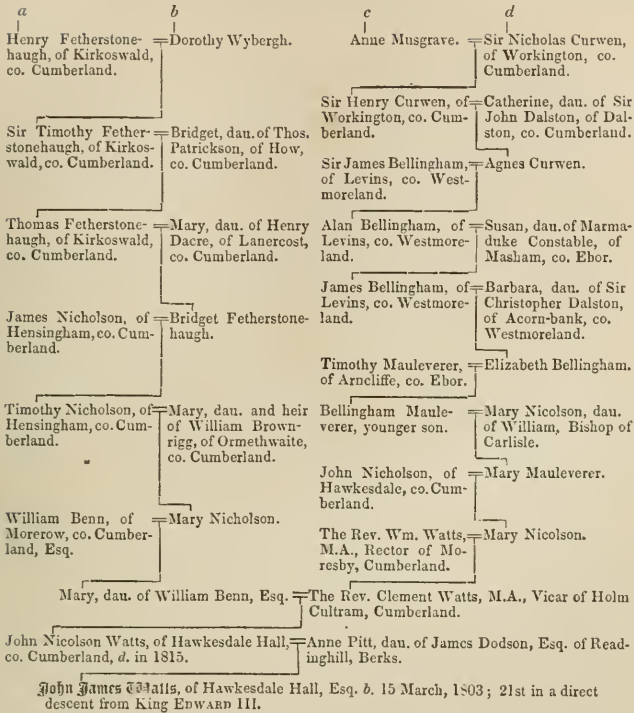 a
b
Henry Fetherstone-
haugh, of Kirkoswald,
co. Cumberland.
=Dorothy Wybergh.
Sir Timothy Fether-
stonehaugh, of Kirkos-
wald, co. Cumberland.
=Bridget, dau. of Thos.
Patrickson, of How,
co. Cumberland.
Thomas Fetherstone-
haugh, of Kirkoswald,
co. Cumberland.
=Mary, dau. of Henry
Dacre, of Lanercost,
co. Cumberland.
James Nicholson, of
Hensingham, co. Cum-
berland.
=Bridget Fetherstone-
haugh.
Timothy Nicholson, of
Hensingham, co. Cum-
berland.
=Mary, dau. and heir
of William Brown-
rigg, of Ormethwaite,
co. Cumberland.
William Benn, of
Morerow, co. Cumber-
land, Esq.
=Mary Nicholson.
c
d
Anne Musgrave.
=Sir Nicholas Curwen,
of Workington, co.
Cumberland.
Sir Henry Curwen, of
Workington, co. Cum-
berland.
=Catherine, dau. of Sir
John Dalston, of Dal-
ston, co. Cumberland.
Sir James Bellingham,
of Levins, co. West-
moreland.
=Agnes Curwen.
Alan Bellingham, of
Levins, co. Westmore-
land.
=Susan, dau. of Marma-
duke Constable, of
Masham, co. Ebor.
James Bellingham, of
Levins, co. Westmore-
land.
=Barbara, dau. of Sir
Christopher Dalston,
of Acorn-bank, co.
Westmoreland.
Timothy Mauleverer,
of Arncliffe, co. Ebor.
=Elizabeth Bellingham.
Bellingham Maule-
verer, younger son.
=Mary Nicolson, dau.
of William, Bishop of
Carlisle.
John Nicholson, of
Hawkesdale, co. Cum-
berland.
=Mary Mauleverer.
The Rev. Wm. Watts,
M.A., Rector of Mo-
resby, Cumberland.
=Mary Nicolson.
Mary, dau. of William Benn, Esq.
=The Rev. Clement Watts, M.A., Vicar of Holm
Cultram, Cumberland.
John Nicolson Watts, of Hawkesdale Hall,
co. Cumberland, d. in 1815.
=Anne Pitt, dau. of James Dodson, Esq. of Read-
inghill, Berks.
John James Watts, of Hawkesdale Hall, Esq. b. 15 March, 1803; 21st in a direct
descent from King EDWARD III.